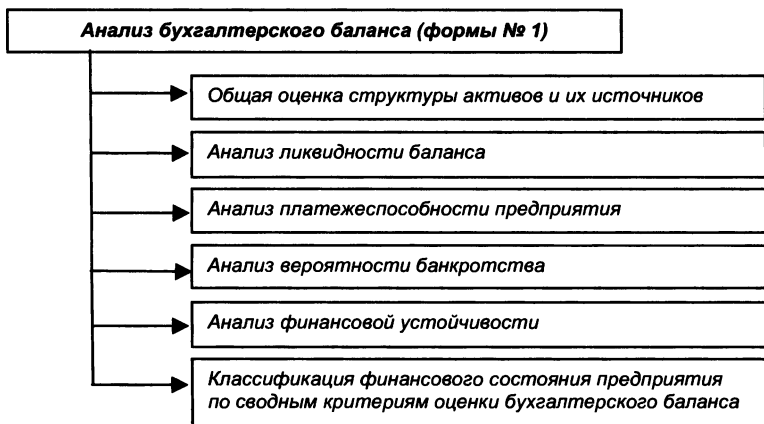 Анализ бухгалтерского баланса (формы № 1)
Общая оценка структуры активов и их источников
Анализ ликвидности баланса
Анализ платежеспособности предприятия
Анализ вероятности банкротства
Анализ финансовой устойчивости
Классификация финансового состояния предприятия
по сводным критериям оценки бухгалтерского баланса